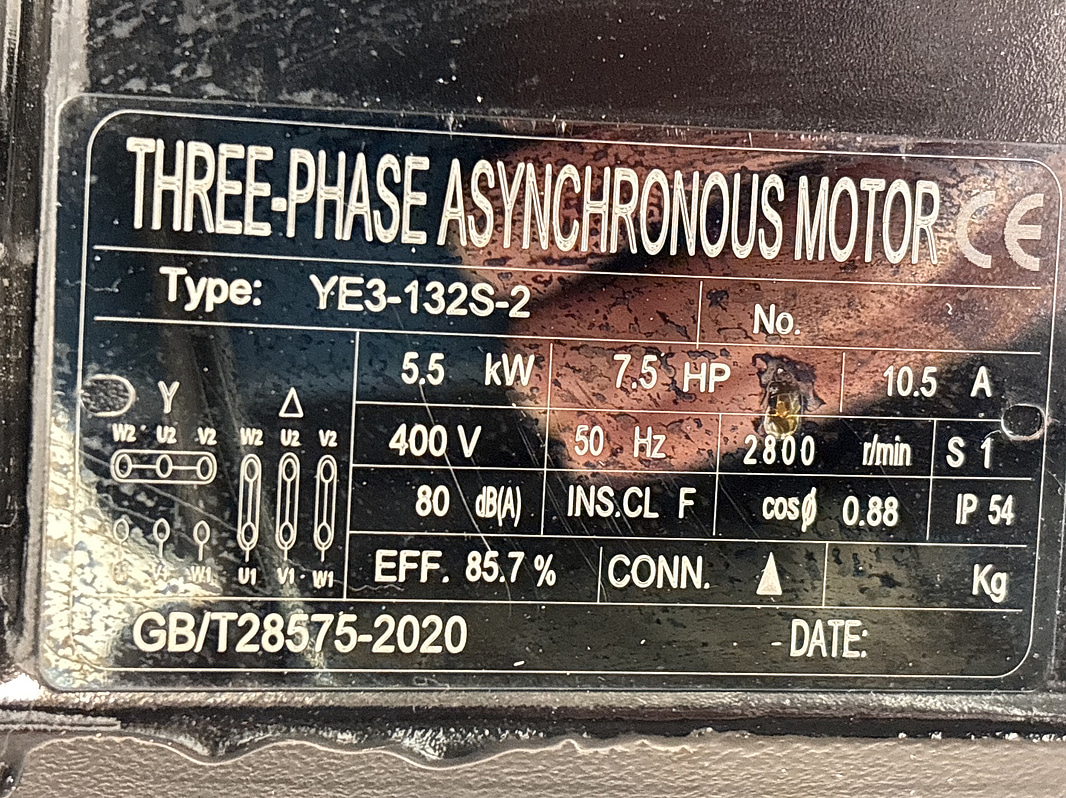 THREE-PHASE ASYNCHRONOUS MOTOR CE
Type: YE3-132S-2 No.
5.5 kW 7.5 HP 10.5 A
Y △
W2 U2 V2 W2 U2 V2
400 V 50 Hz 2800 r/min S 1
80 dB(A) INS.CL F cosφ 0.88 IP 54
V1 W1 U1 V1 W1
EFF. 85.7 % CONN. ▲ Kg
GB/T28575-2020 DATE: